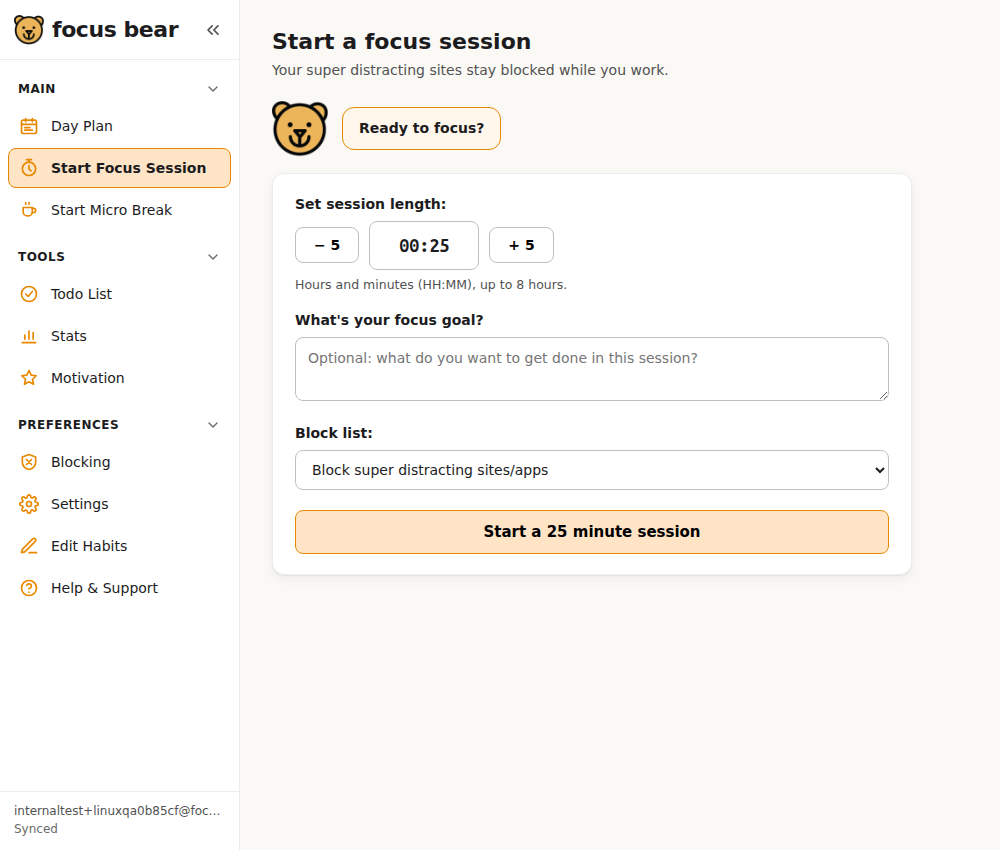 focus bear
MAIN
Day Plan
Start Focus Session
Start Micro Break
TOOLS
Todo List
Stats
Motivation
PREFERENCES
Blocking
Settings
Edit Habits
Help & Support
internaltest+linuxqa0b85cf@foc...
Synced
Start a focus session
Your super distracting sites stay blocked while you work.
Ready to focus?
Set session length:
− 5 00:25 + 5
Hours and minutes (HH:MM), up to 8 hours.
What's your focus goal?
Optional: what do you want to get done in this session?
Block list:
Block super distracting sites/apps
Start a 25 minute session